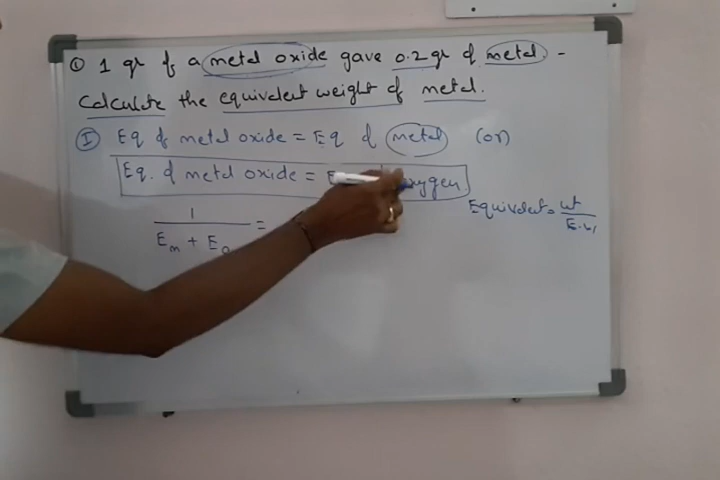 ① 1 gr of a metal oxide gave 0.2 gr of metal -
Calculate the equivalent weight of metal.
Ⓘ Eq of metal oxide = Eq of metal (or)
Eq. of metal oxide = E oxygen
Equivalent = wt / E.w,
1 / Em + Eo =